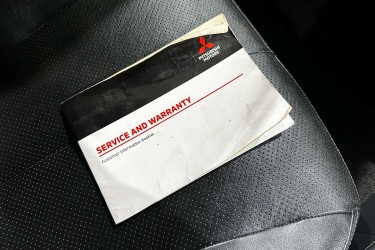 MITSUBISHI
MOTORS
SERVICE AND WARRANTY
Customer Information Booklet